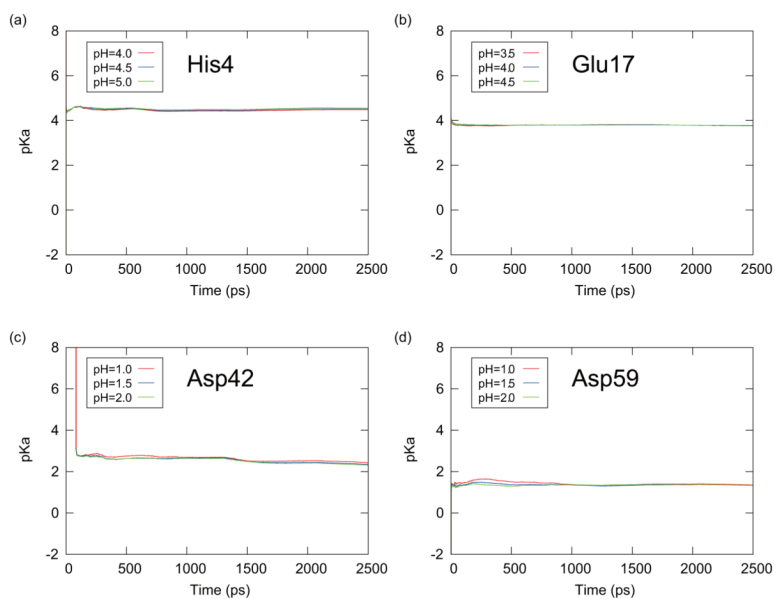 (a)
8
6
4
2
0
-2
pKa
pH=4.0
pH=4.5
pH=5.0
His4
0 500 1000 1500 2000 2500
Time (ps)
(b)
8
6
4
2
0
-2
pKa
pH=3.5
pH=4.0
pH=4.5
Glu17
0 500 1000 1500 2000 2500
Time (ps)
(c)
8
6
4
2
0
-2
pKa
pH=1.0
pH=1.5
pH=2.0
Asp42
0 500 1000 1500 2000 2500
Time (ps)
(d)
8
6
4
2
0
-2
pKa
pH=1.0
pH=1.5
pH=2.0
Asp59
0 500 1000 1500 2000 2500
Time (ps)